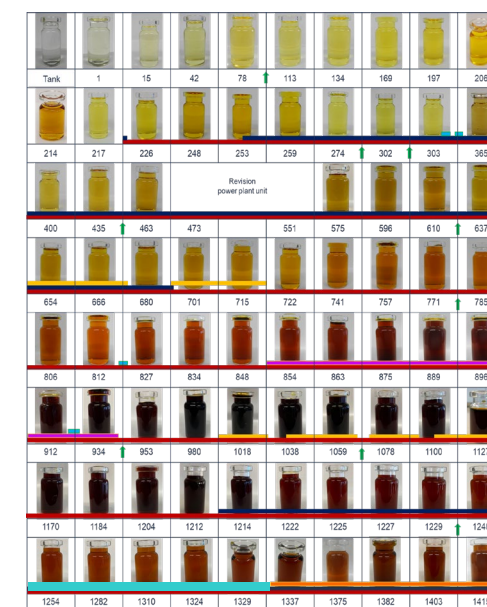 Tank 1 15 42 78 113 134 169 197 206
214 217 226 248 253 259 274 302 303 365
Revision
power plant unit
400 435 463 473 551 575 596 610 637
654 666 680 701 715 722 741 757 771 785
806 812 827 834 848 854 863 875 889 896
912 934 953 980 1018 1038 1059 1078 1100 1127
1170 1184 1204 1212 1214 1222 1225 1227 1229
1254 1282 1310 1324 1329 1337 1375 1382 1403